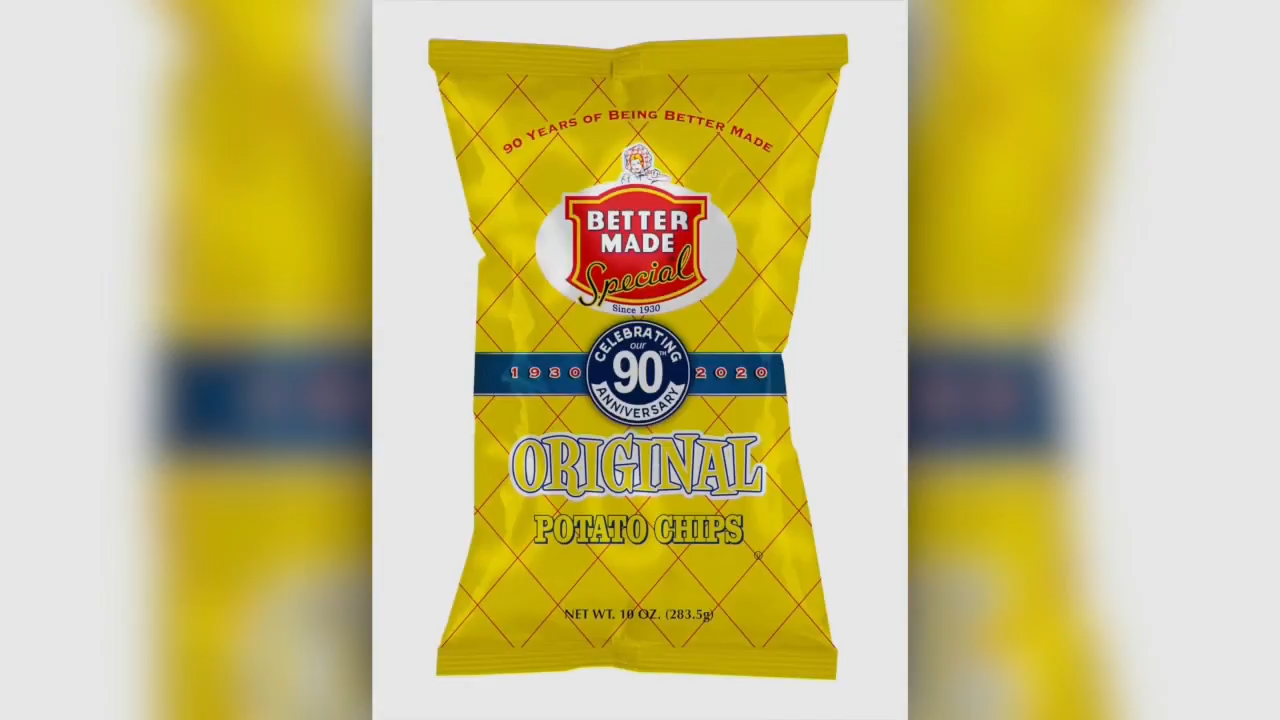 90 YEARS OF BEING BETTER MADE
BETTER
MADE
Special
Since 1930
CELEBRATING
our
1930 90TH 2020
ANNIVERSARY
ORIGINAL
POTATO CHIPS
®
NET WT. 10 OZ. (283.5g)